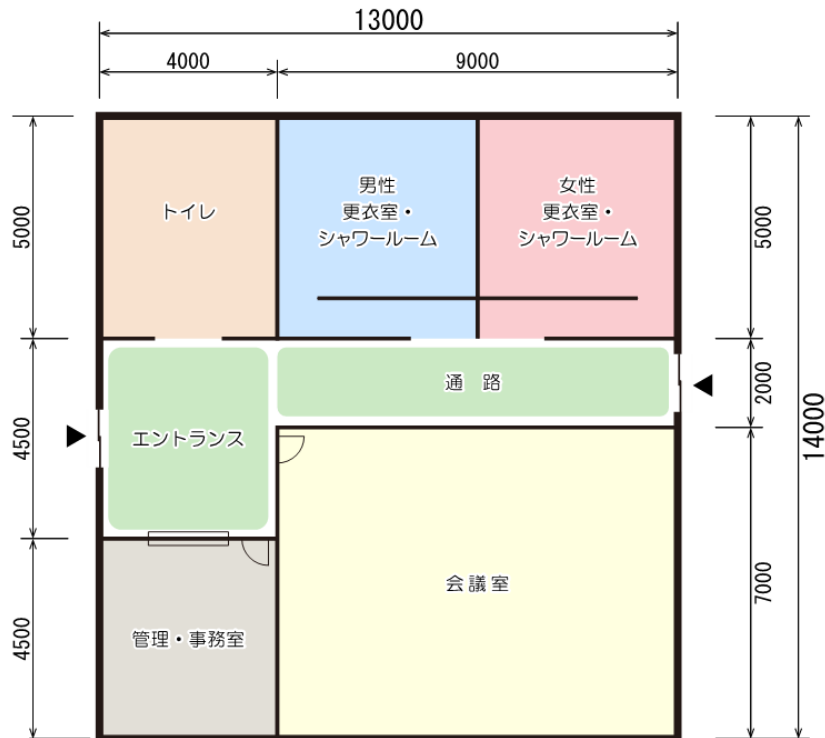 13000
4000
9000
トイレ
男性
更衣室・
シャワールーム
女性
更衣室・
シャワールーム
5000
5000
通 路
2000
エントランス
4500
14000
会議室
7000
管理・事務室
4500